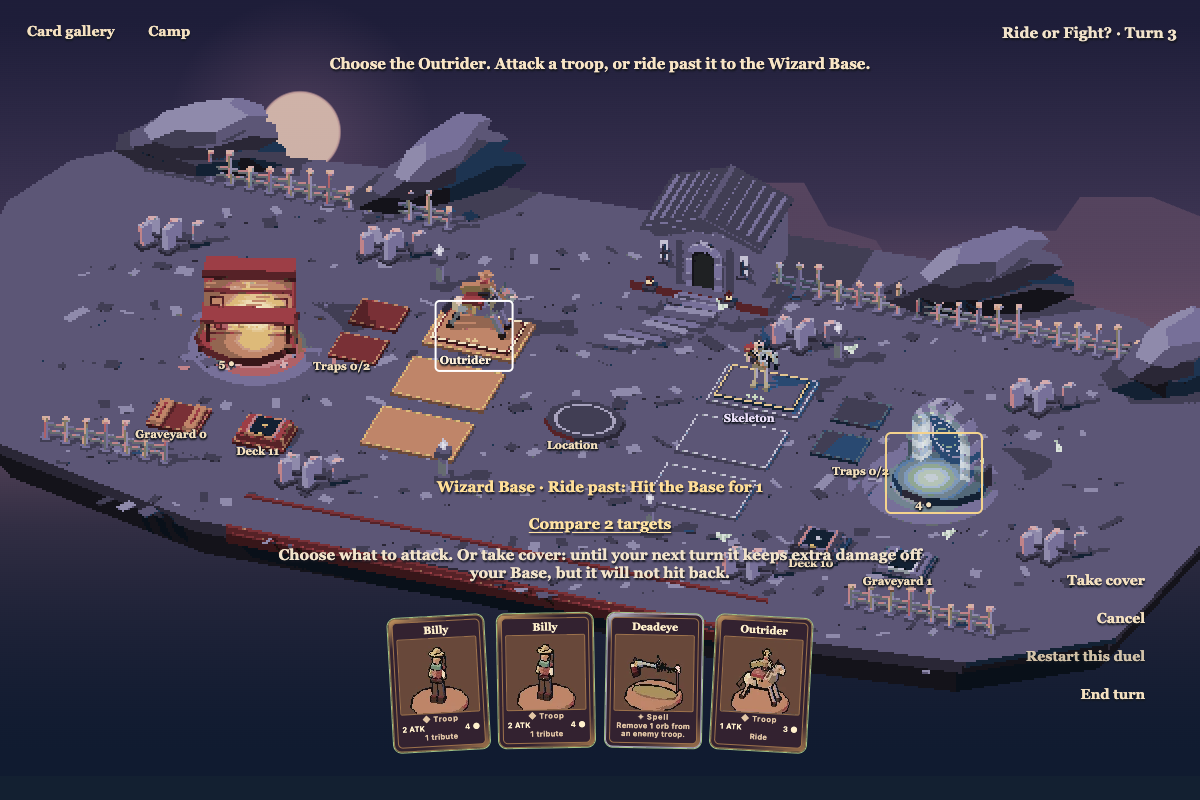 Card gallery
Camp
Ride or Fight? · Turn 3
Choose the Outrider. Attack a troop, or ride past it to the Wizard Base.
Outrider
5
Traps 0/2
Skeleton
Graveyard 0
Deck 11
Location
Traps 0/2
4
Wizard Base · Ride past: Hit the Base for 1
Compare 2 targets
Choose what to attack. Or take cover: until your next turn it keeps extra damage off
your Base, but it will not hit back.
Deck 10
Graveyard 1
Take cover
Cancel
Restart this duel
End turn
Billy
◆ Troop
2 ATK 4
1 tribute
Billy
◆ Troop
2 ATK 4
1 tribute
Deadeye
✦ Spell
Remove 1 orb from
an enemy troop.
Outrider
◆ Troop
1 ATK 3
Ride